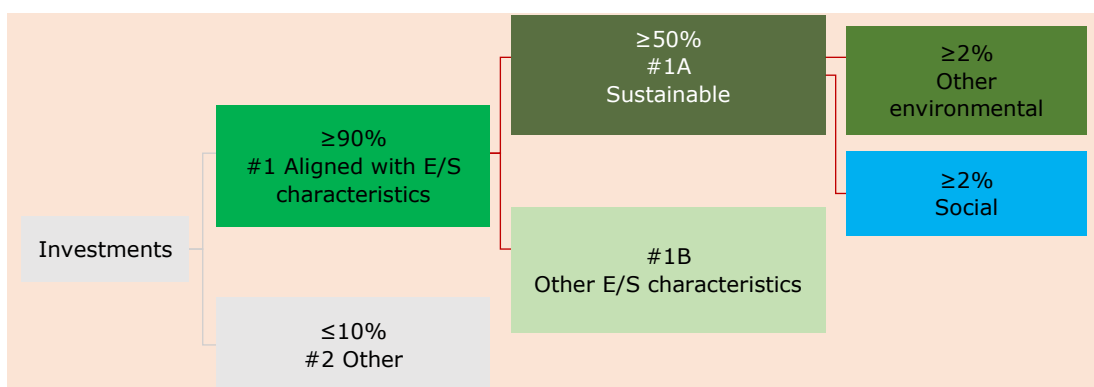 Investments
≥90%
#1 Aligned with E/S
characteristics
≤10%
#2 Other
≥50%
#1A
Sustainable
#1B
Other E/S characteristics
≥2%
Other
environmental
≥2%
Social